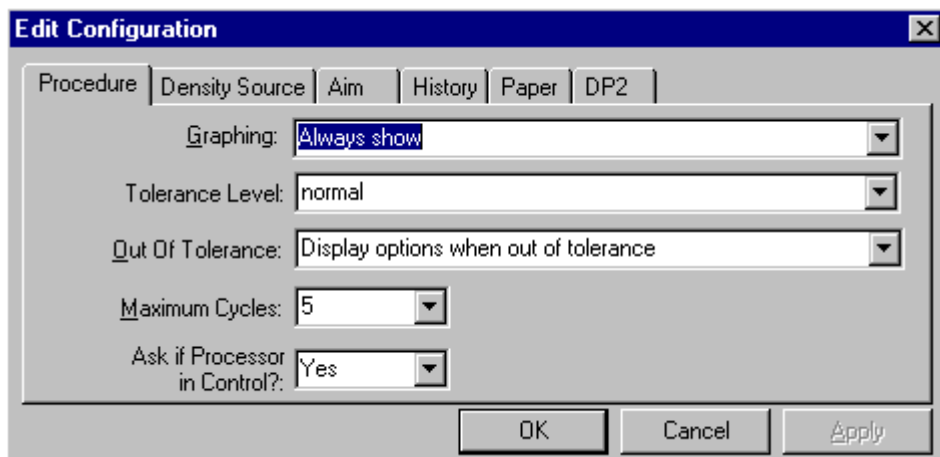 Edit Configuration
Procedure Density Source Aim History Paper DP2
Graphing: Always show
Tolerance Level: normal
Out Of Tolerance: Display options when out of tolerance
Maximum Cycles: 5
Ask if Processor
in Control?: Yes
OK Cancel Apply